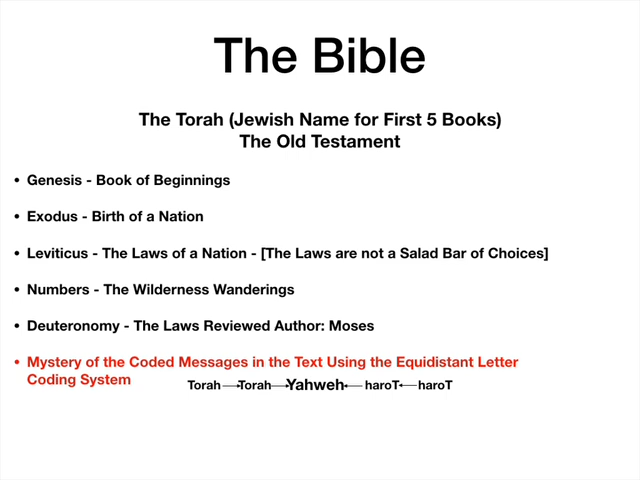 The Bible
The Torah (Jewish Name for First 5 Books)
The Old Testament
• Genesis - Book of Beginnings
• Exodus - Birth of a Nation
• Leviticus - The Laws of a Nation - [The Laws are not a Salad Bar of Choices]
• Numbers - The Wilderness Wanderings
• Deuteronomy - The Laws Reviewed Author: Moses
• Mystery of the Coded Messages in the Text Using the Equidistant Letter
Coding System
Torah Torah Yahweh haroT haroT